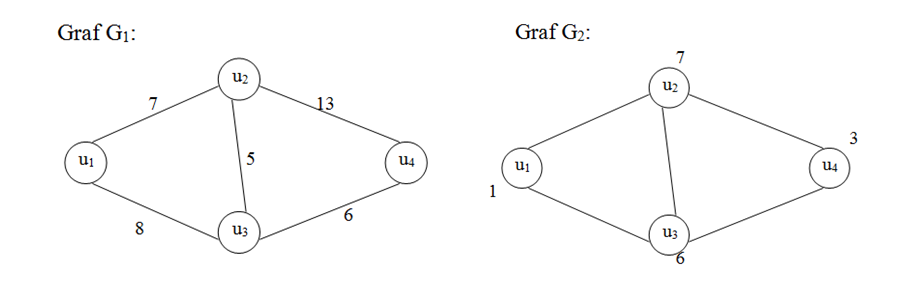 Graf G₁:
u₂
7
13
u₁
5
u₄
8
6
u₃
Graf G₂:
7
u₂
3
u₁
u₄
1
u₃
6